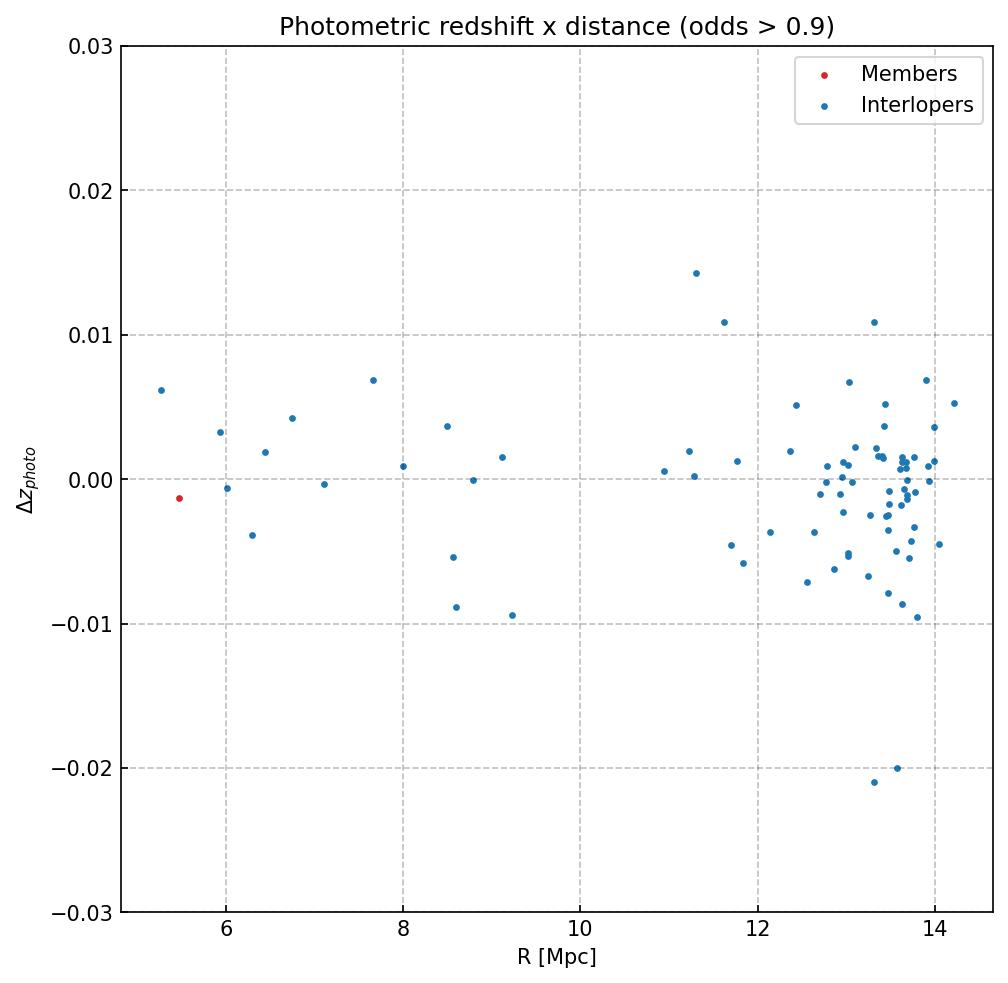 Photometric redshift x distance (odds > 0.9)
Members
Interlopers
0.03
0.02
0.01
0.00
−0.01
−0.02
−0.03
Δz_photo
6 8 10 12 14
R [Mpc]